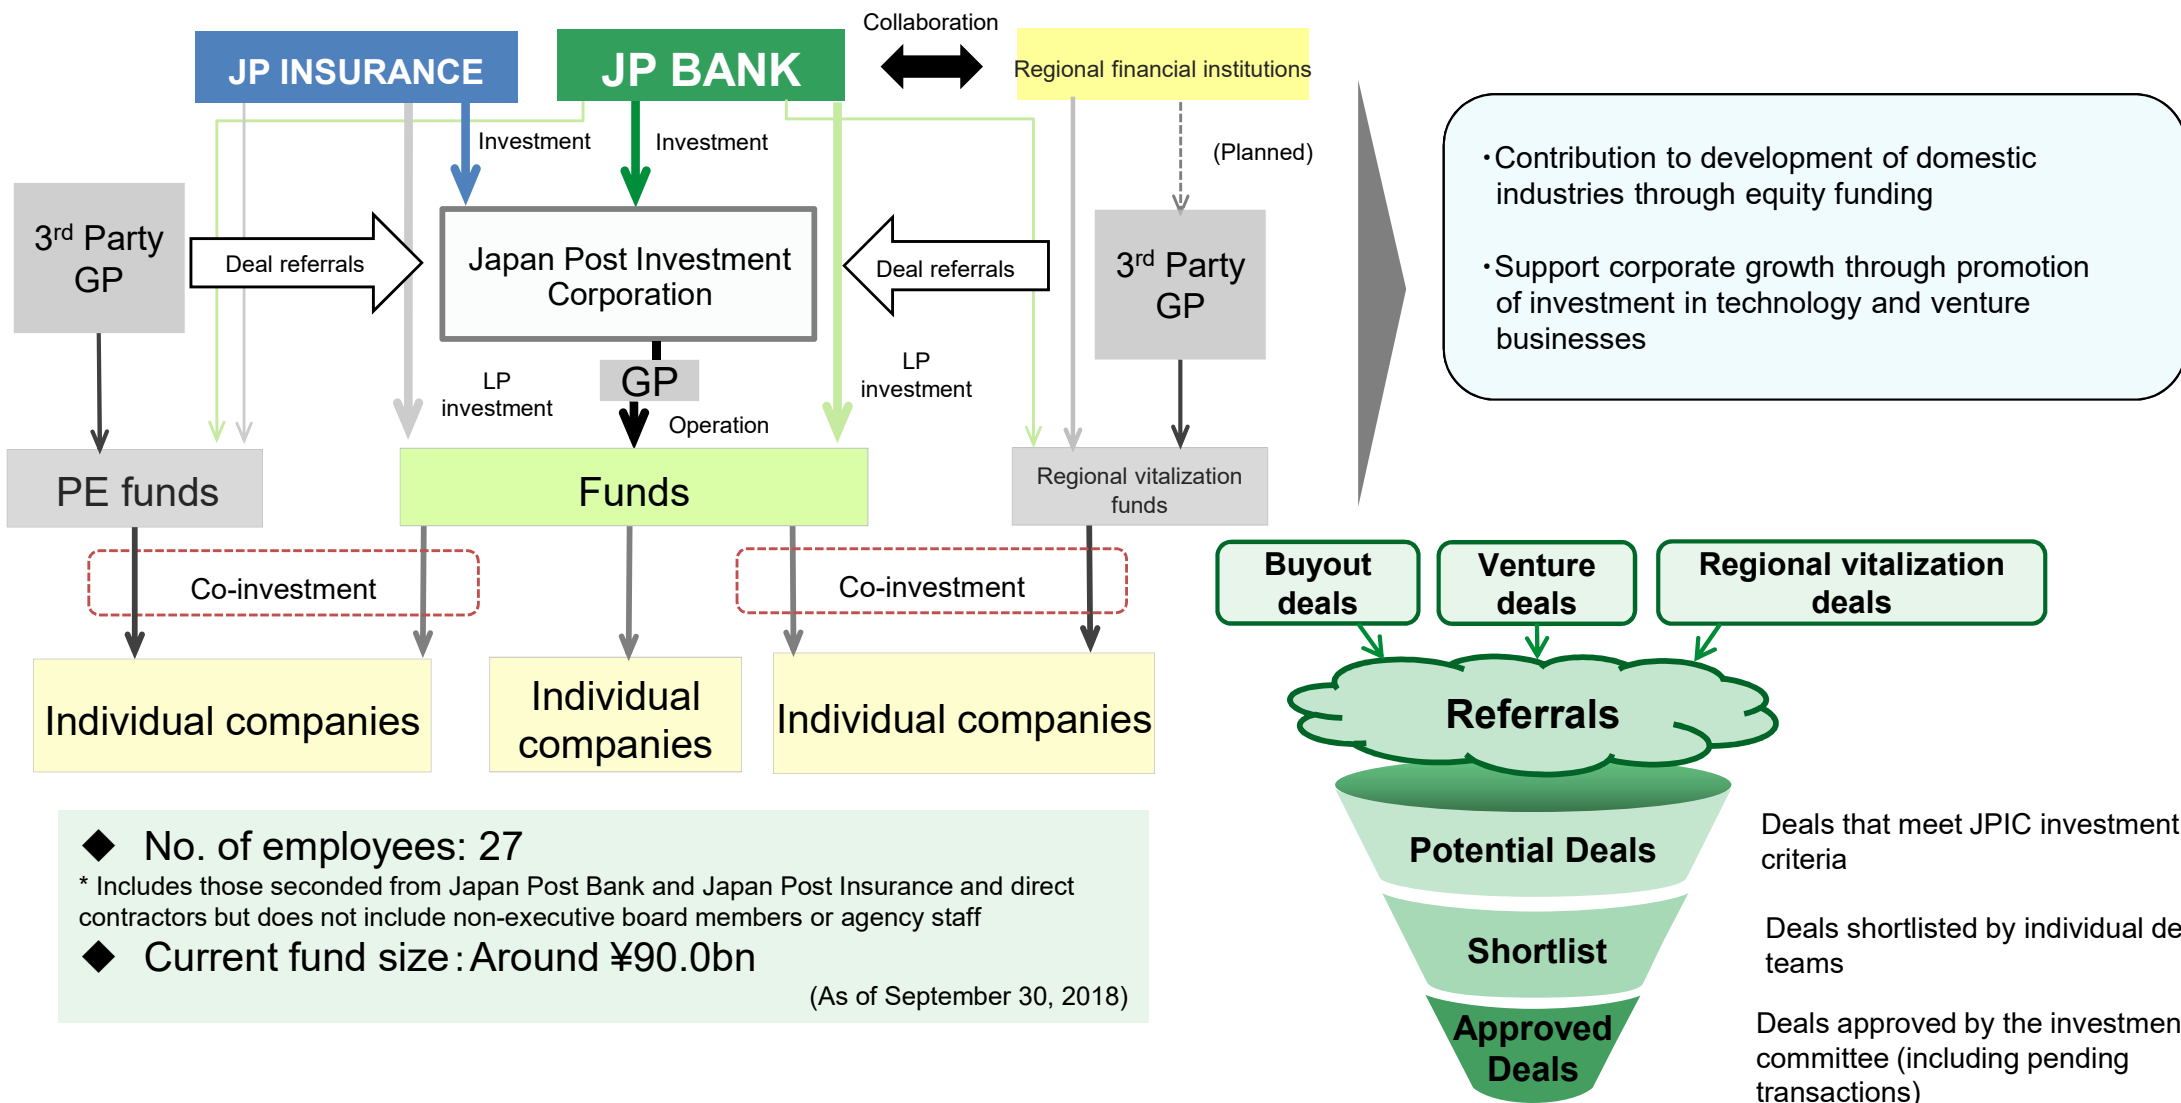 Collaboration
JP INSURANCE
JP BANK
Regional financial institutions
Investment
Investment
(Planned)
3rd Party
GP
Deal referrals
Japan Post Investment
Corporation
Deal referrals
3rd Party
GP
LP
investment
GP
LP
investment
Operation
PE funds
Funds
Regional vitalization
funds
Co-investment
Co-investment
Individual companies
Individual
companies
Individual companies
◆ No. of employees: 27
* Includes those seconded from Japan Post Bank and Japan Post Insurance and direct
contractors but does not include non-executive board members or agency staff
◆ Current fund size：Around ¥90.0bn
(As of September 30, 2018)
・Contribution to development of domestic
industries through equity funding
・Support corporate growth through promotion
of investment in technology and venture
businesses
Buyout
deals
Venture
deals
Regional vitalization
deals
Referrals
Potential Deals
Deals that meet JPIC investment
criteria
Shortlist
Deals shortlisted by individual de
teams
Approved
Deals
Deals approved by the investmen
committee (including pending
transactions)